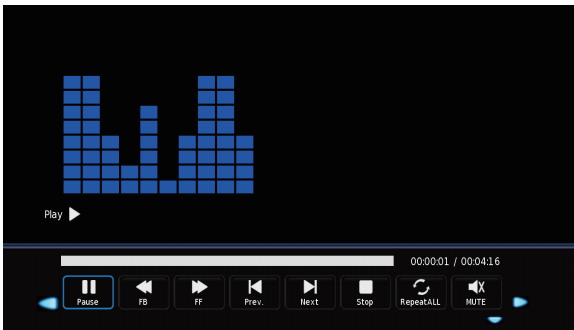 Play
00:00:01 / 00:04:16
Pause FB FF Prev. Next Stop RepeatALL MUTE